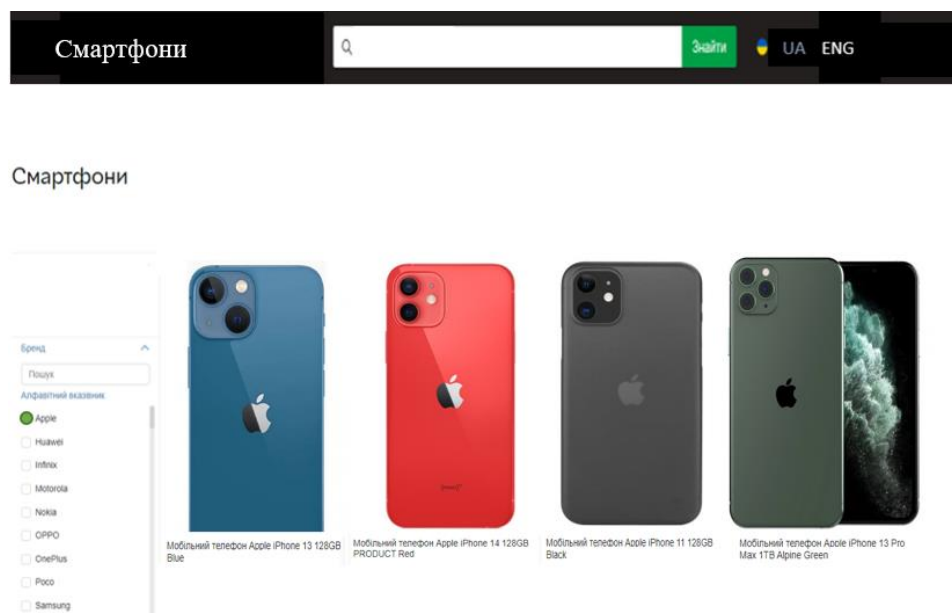 Смартфони
Знайти
UA ENG
Смартфони
Бренд
Пошук
Алфавітний вказівник
Apple
Huawei
Infinix
Motorola
Nokia
OPPO
OnePlus
Poco
Samsung
Мобільний телефон Apple iPhone 13 128GB
Blue
Мобільний телефон Apple iPhone 14 128GB
PRODUCT Red
Мобільний телефон Apple iPhone 11 128GB
Black
Мобільний телефон Apple iPhone 13 Pro
Max 1TB Alpine Green